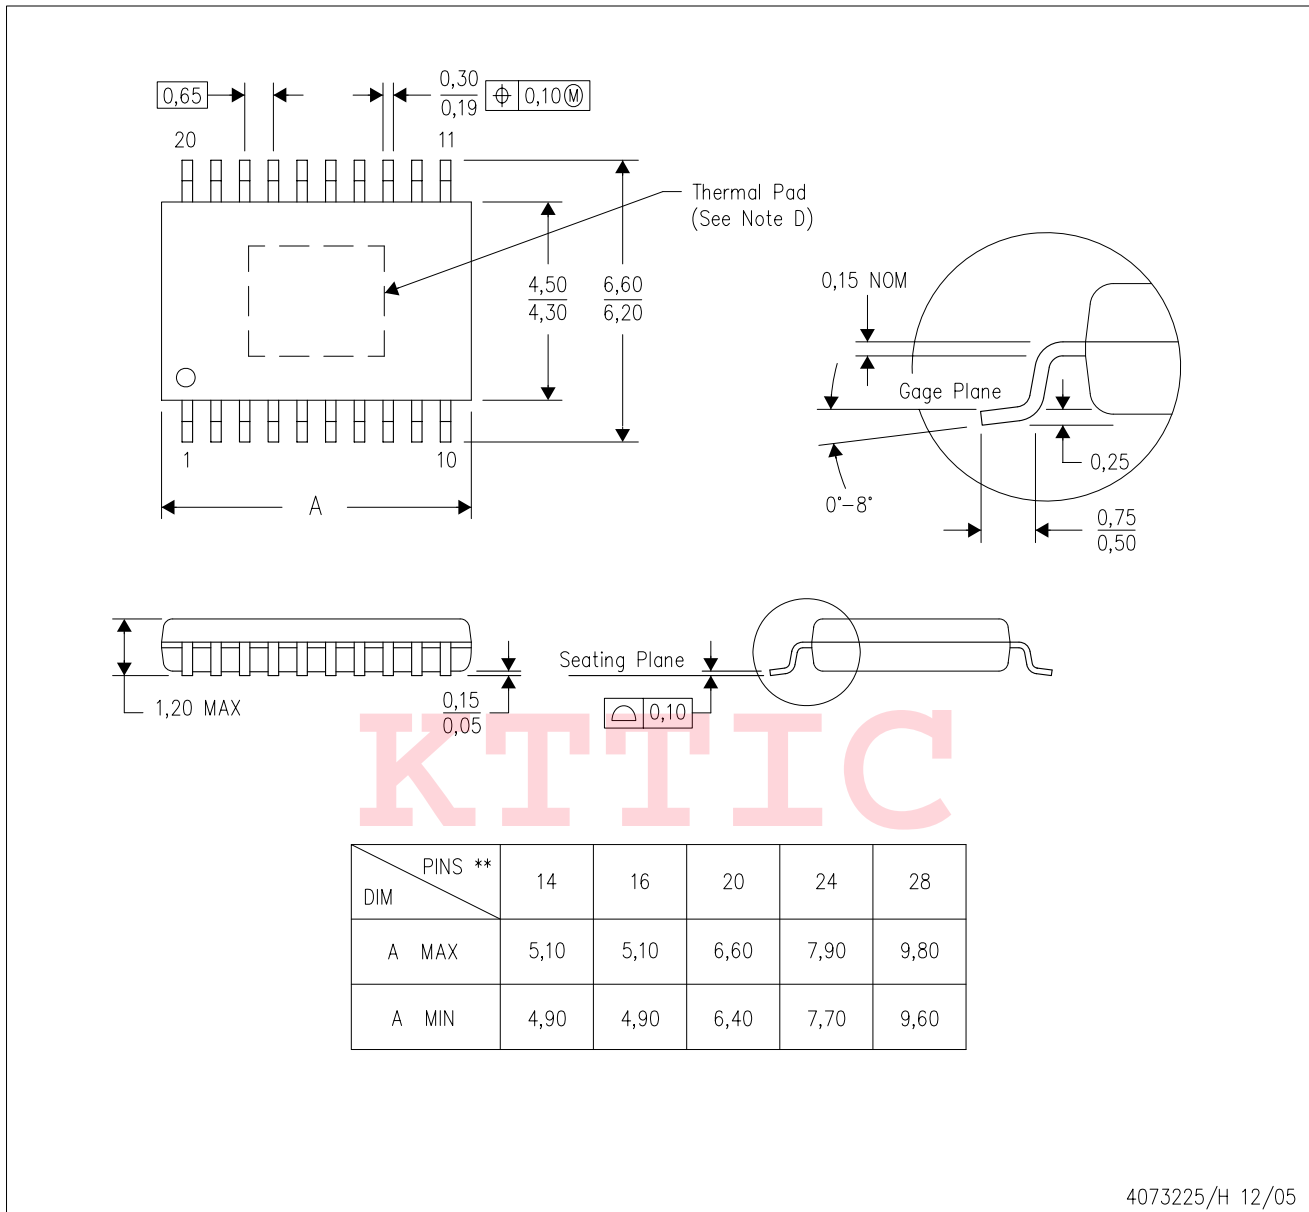 0,65
0,30
0,19
0,10 Ⓜ
20
11
Thermal Pad
(See Note D)
4,50
4,30
6,60
6,20
1
10
A
0,15 NOM
Gage Plane
0,25
0°–8°
0,75
0,50
1,20 MAX
0,15
0,05
Seating Plane
0,10
KTTIC
PINS ** 14 16 20 24 28
DIM
A MAX 5,10 5,10 6,60 7,90 9,80
A MIN 4,90 4,90 6,40 7,70 9,60
4073225/H 12/05